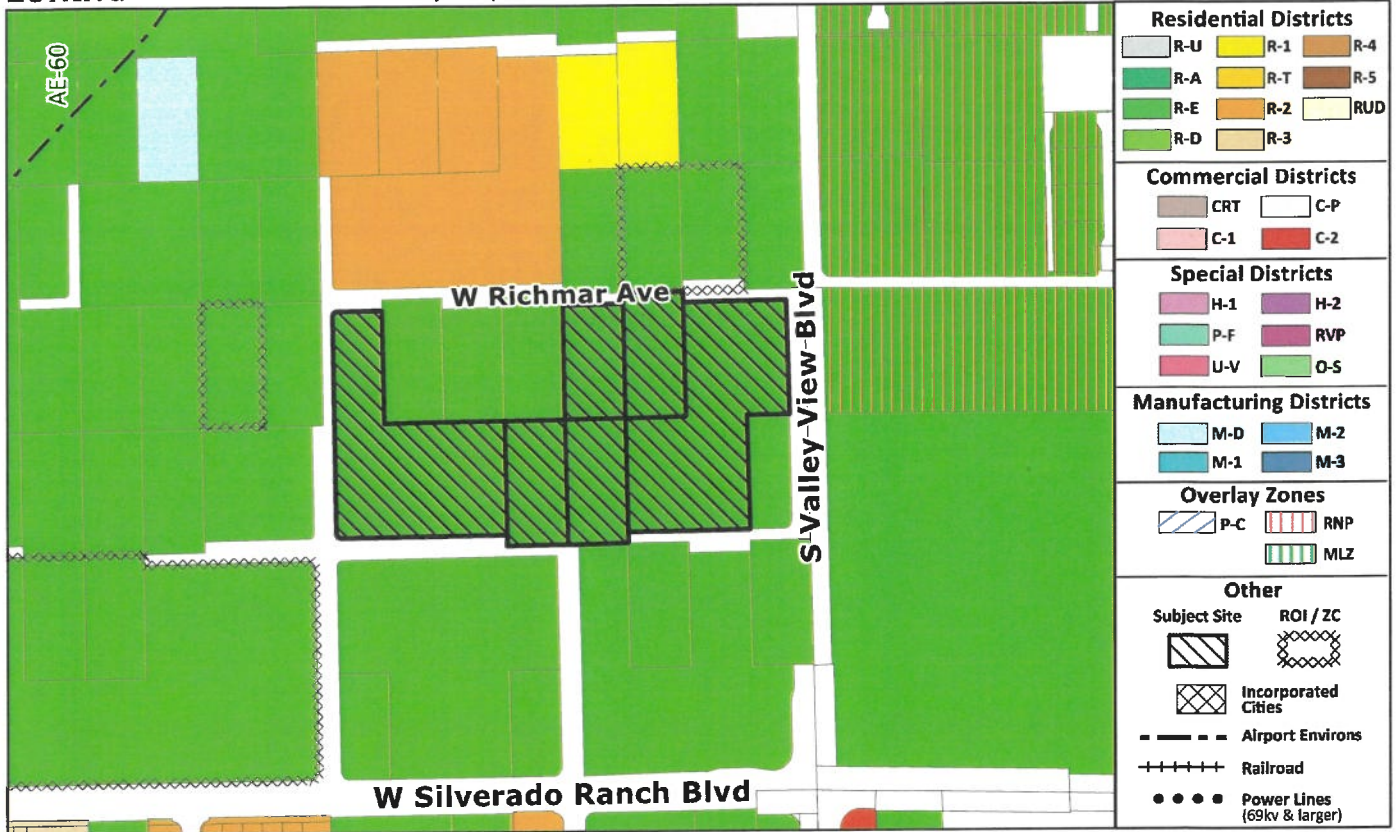 AE-60
W Richmar Ave
S Valley View Blvd
W Silverado Ranch Blvd
Residential Districts
R-U R-1 R-4
R-A R-T R-5
R-E R-2 RUD
R-D R-3
Commercial Districts
CRT C-P
C-1 C-2
Special Districts
H-1 H-2
P-F RVP
U-V O-S
Manufacturing Districts
M-D M-2
M-1 M-3
Overlay Zones
P-C RNP
MLZ
Other
Subject Site ROI / ZC
Incorporated
Cities
Airport Environs
Railroad
Power Lines
(69kv & larger)